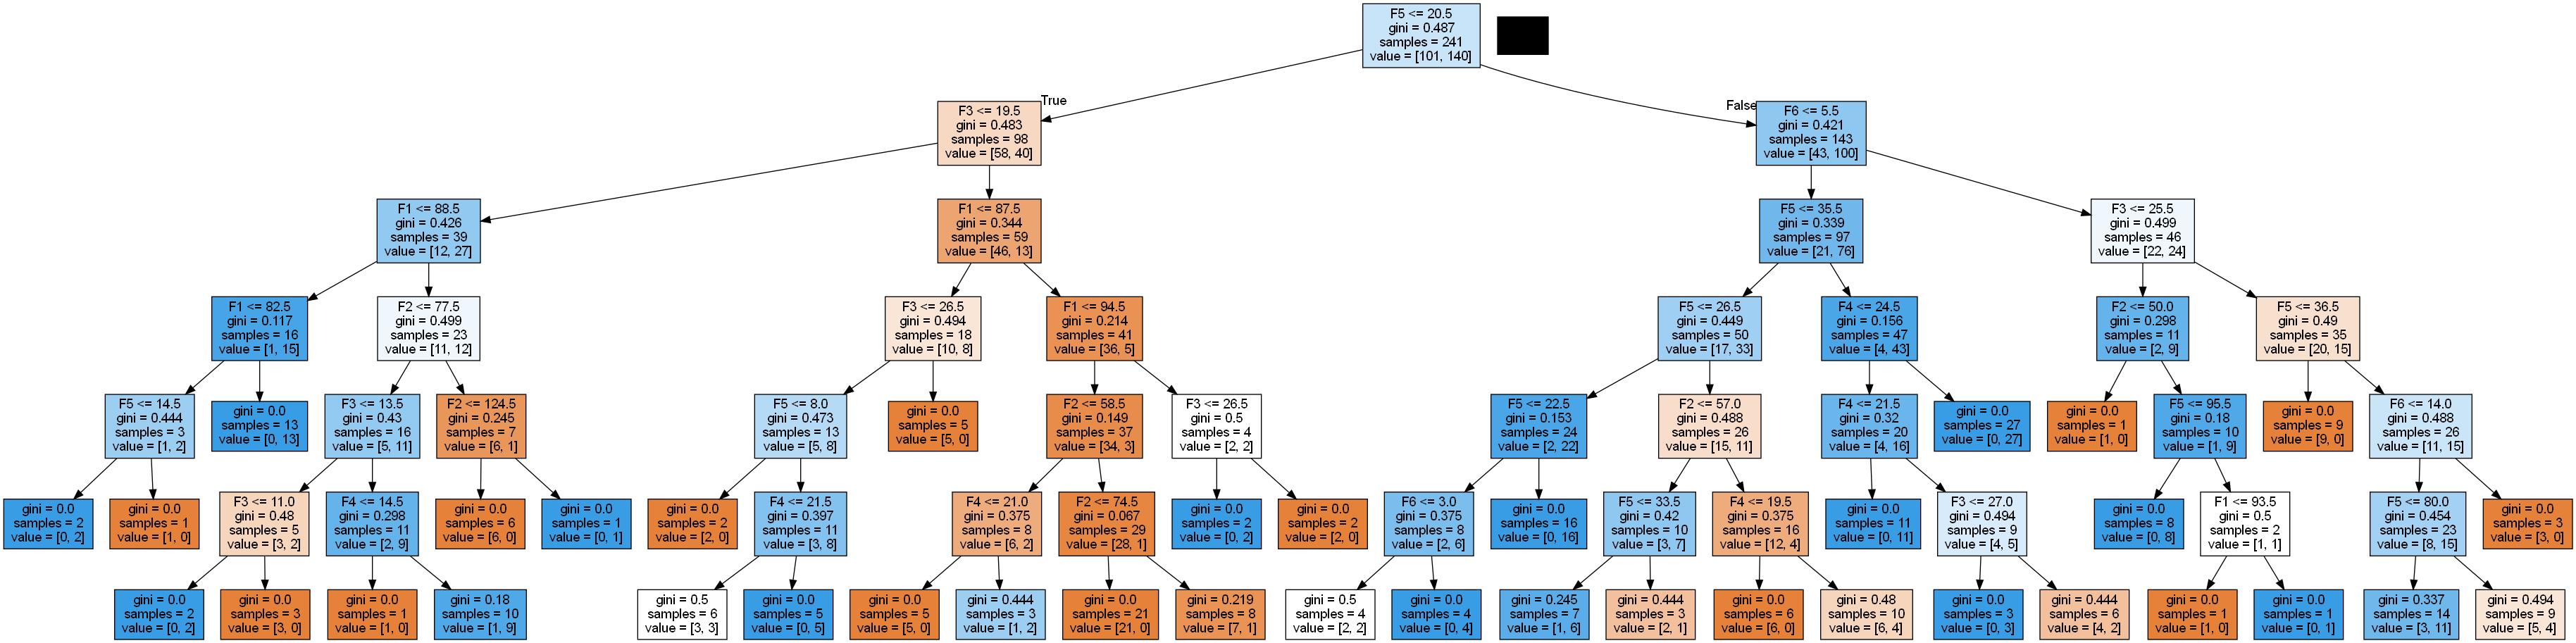 F5 <= 20.5
gini = 0.487
samples = 241
value = [101, 140]
True
False
F3 <= 19.5
gini = 0.483
samples = 98
value = [58, 40]
F6 <= 5.5
gini = 0.421
samples = 143
value = [43, 100]
F1 <= 88.5
gini = 0.426
samples = 39
value = [12, 27]
F1 <= 87.5
gini = 0.344
samples = 59
value = [46, 13]
F5 <= 35.5
gini = 0.339
samples = 97
value = [21, 76]
F3 <= 25.5
gini = 0.499
samples = 46
value = [22, 24]
F1 <= 82.5
gini = 0.117
samples = 16
value = [1, 15]
F2 <= 77.5
gini = 0.499
samples = 23
value = [11, 12]
F3 <= 26.5
gini = 0.494
samples = 18
value = [10, 8]
F1 <= 94.5
gini = 0.214
samples = 41
value = [36, 5]
F5 <= 26.5
gini = 0.449
samples = 50
value = [17, 33]
F4 <= 24.5
gini = 0.156
samples = 47
value = [4, 43]
F2 <= 50.0
gini = 0.298
samples = 11
value = [2, 9]
F5 <= 36.5
gini = 0.49
samples = 35
value = [20, 15]
F5 <= 14.5
gini = 0.444
samples = 3
value = [1, 2]
gini = 0.0
samples = 13
value = [0, 13]
F3 <= 13.5
gini = 0.43
samples = 16
value = [5, 11]
F2 <= 124.5
gini = 0.245
samples = 7
value = [6, 1]
F5 <= 8.0
gini = 0.473
samples = 13
value = [5, 8]
gini = 0.0
samples = 5
value = [5, 0]
F2 <= 58.5
gini = 0.149
samples = 37
value = [34, 3]
F3 <= 26.5
gini = 0.5
samples = 4
value = [2, 2]
F5 <= 22.5
gini = 0.153
samples = 24
value = [2, 22]
F2 <= 57.0
gini = 0.488
samples = 26
value = [15, 11]
F4 <= 21.5
gini = 0.32
samples = 20
value = [4, 16]
gini = 0.0
samples = 27
value = [0, 27]
gini = 0.0
samples = 1
value = [1, 0]
F5 <= 95.5
gini = 0.18
samples = 10
value = [1, 9]
gini = 0.0
samples = 9
value = [9, 0]
F6 <= 14.0
gini = 0.488
samples = 26
value = [11, 15]
gini = 0.0
samples = 2
value = [0, 2]
gini = 0.0
samples = 1
value = [1, 0]
F3 <= 11.0
gini = 0.48
samples = 5
value = [3, 2]
F4 <= 14.5
gini = 0.298
samples = 11
value = [2, 9]
gini = 0.0
samples = 6
value = [6, 0]
gini = 0.0
samples = 1
value = [0, 1]
gini = 0.0
samples = 2
value = [2, 0]
F4 <= 21.5
gini = 0.397
samples = 11
value = [3, 8]
F4 <= 21.0
gini = 0.375
samples = 8
value = [6, 2]
F2 <= 74.5
gini = 0.067
samples = 29
value = [28, 1]
gini = 0.0
samples = 2
value = [0, 2]
gini = 0.0
samples = 2
value = [2, 0]
F6 <= 3.0
gini = 0.375
samples = 8
value = [2, 6]
gini = 0.0
samples = 16
value = [0, 16]
F5 <= 33.5
gini = 0.42
samples = 10
value = [3, 7]
F4 <= 19.5
gini = 0.375
samples = 16
value = [12, 4]
gini = 0.0
samples = 11
value = [0, 11]
F3 <= 27.0
gini = 0.494
samples = 9
value = [4, 5]
gini = 0.0
samples = 8
value = [0, 8]
F1 <= 93.5
gini = 0.5
samples = 2
value = [1, 1]
F5 <= 80.0
gini = 0.454
samples = 23
value = [8, 15]
gini = 0.0
samples = 3
value = [3, 0]
gini = 0.0
samples = 2
value = [0, 2]
gini = 0.0
samples = 3
value = [3, 0]
gini = 0.0
samples = 1
value = [1, 0]
gini = 0.18
samples = 10
value = [1, 9]
gini = 0.5
samples = 6
value = [3, 3]
gini = 0.0
samples = 5
value = [0, 5]
gini = 0.0
samples = 5
value = [5, 0]
gini = 0.444
samples = 3
value = [1, 2]
gini = 0.0
samples = 21
value = [21, 0]
gini = 0.219
samples = 8
value = [7, 1]
gini = 0.5
samples = 4
value = [2, 2]
gini = 0.0
samples = 4
value = [0, 4]
gini = 0.245
samples = 7
value = [1, 6]
gini = 0.444
samples = 3
value = [2, 1]
gini = 0.0
samples = 6
value = [6, 0]
gini = 0.48
samples = 10
value = [6, 4]
gini = 0.0
samples = 3
value = [0, 3]
gini = 0.444
samples = 6
value = [4, 2]
gini = 0.0
samples = 1
value = [1, 0]
gini = 0.0
samples = 1
value = [0, 1]
gini = 0.337
samples = 14
value = [3, 11]
gini = 0.494
samples = 9
value = [5, 4]